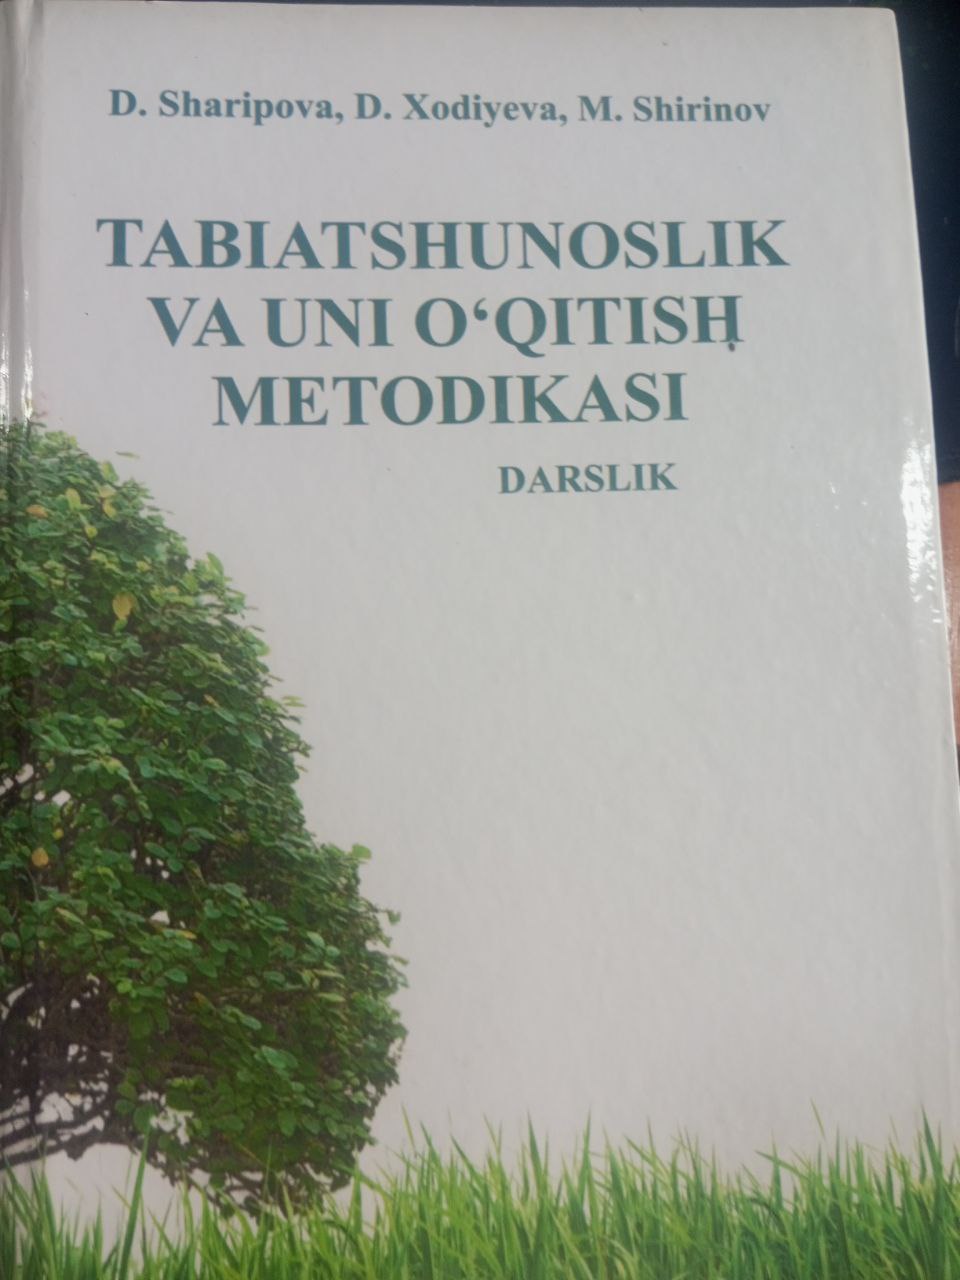 D. Sharipova, D. Xodiyeva, M. Shirinov
TABIATSHUNOSLIK
VA UNI O‘QITISH
METODIKASI
DARSLIK